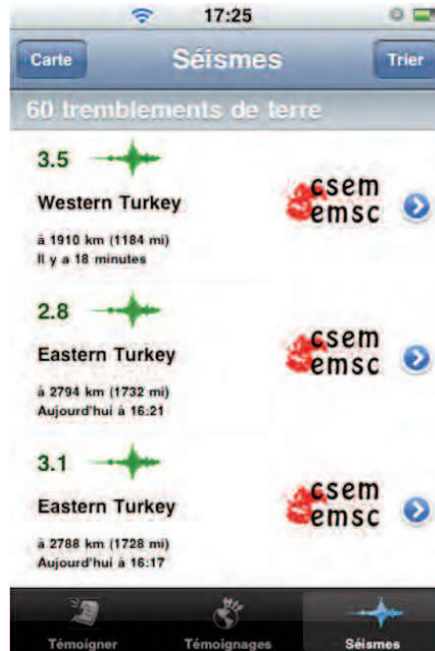 17:25
Carte Séismes Trier
60 tremblements de terre
3.5
Western Turkey
csem
emsc
à 1910 km (1184 mi)
Il y a 18 minutes
2.8
Eastern Turkey
csem
emsc
à 2794 km (1732 mi)
Aujourd'hui à 16:21
3.1
Eastern Turkey
csem
emsc
à 2788 km (1728 mi)
Aujourd'hui à 16:17
Témoigner Témoignages Séismes